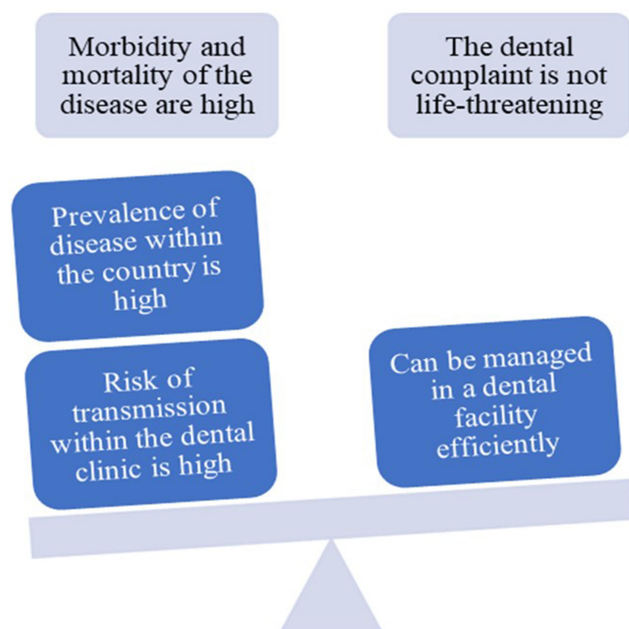 Morbidity and
mortality of the
disease are high
The dental
complaint is not
life-threatening
Prevalence of
disease within
the country is
high
Risk of
transmission
within the dental
clinic is high
Can be managed
in a dental
facility
efficiently